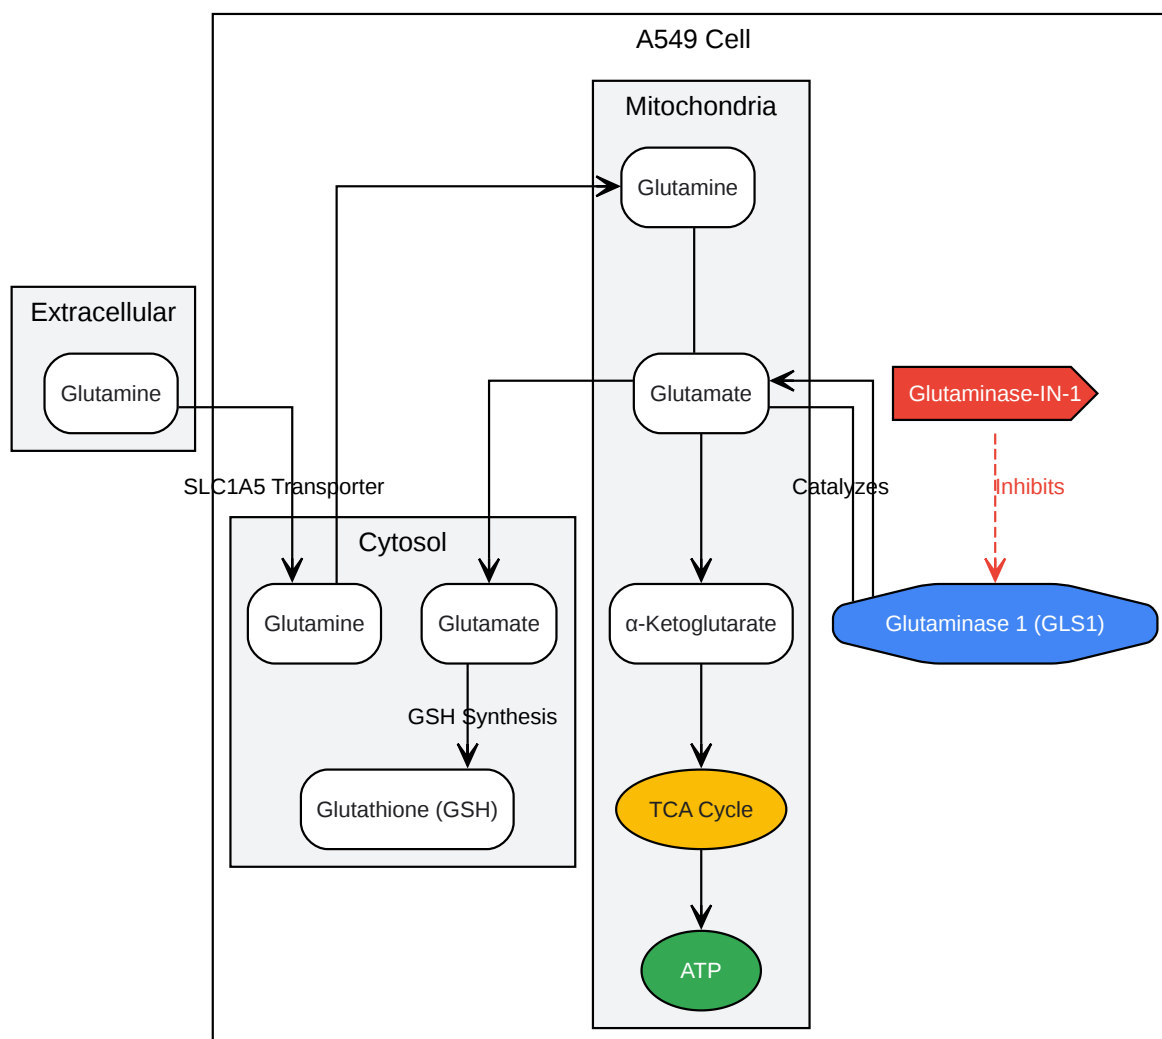 A549 Cell
Mitochondria
Glutamine
Extracellular
Glutamine
Glutamate
Glutaminase-IN-1
SLC1A5 Transporter
Catalyzes
Inhibits
Cytosol
Glutamine
Glutamate
α-Ketoglutarate
Glutaminase 1 (GLS1)
GSH Synthesis
Glutathione (GSH)
TCA Cycle
ATP